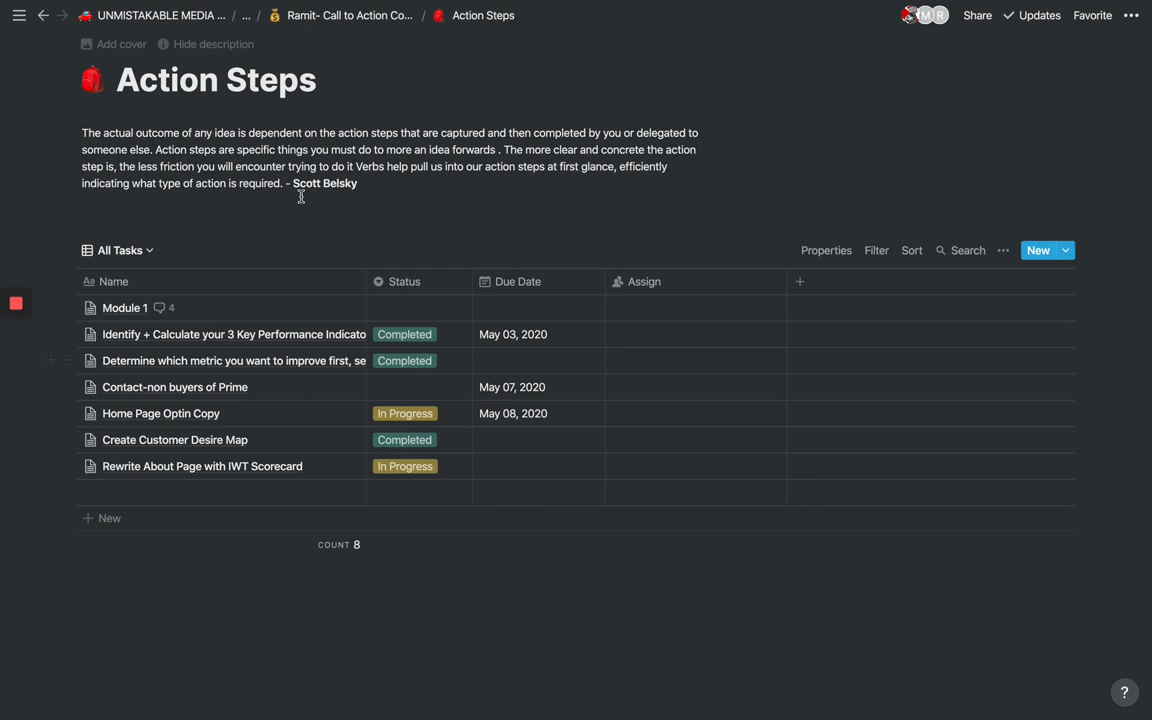 UNMISTAKABLE MEDIA ... / ... / Ramit- Call to Action Co... / Action Steps
M R Share Updates Favorite
Add cover Hide description
Action Steps
The actual outcome of any idea is dependent on the action steps that are captured and then completed by you or delegated to
someone else. Action steps are specific things you must do to more an idea forwards . The more clear and concrete the action
step is, the less friction you will encounter trying to do it Verbs help pull us into our action steps at first glance, efficiently
indicating what type of action is required. - Scott Belsky
All Tasks Properties Filter Sort Search New
Aa Name Status Due Date Assign
Module 1 4
Identify + Calculate your 3 Key Performance Indicato Completed May 03, 2020
Determine which metric you want to improve first, se Completed
Contact-non buyers of Prime May 07, 2020
Home Page Optin Copy In Progress May 08, 2020
Create Customer Desire Map Completed
Rewrite About Page with IWT Scorecard In Progress
+ New
COUNT 8
?